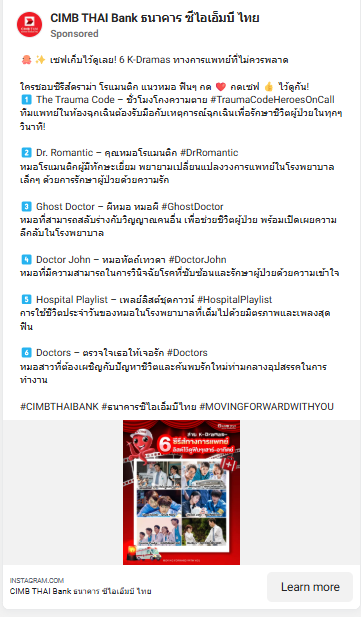 CIMB THAI Bank ธนาคาร ซีไอเอ็มบี ไทย
Sponsored
เซฟเก็บไว้ดูเลย! 6 K-Dramas ทางการแพทย์ที่ไม่ควรพลาด
ใครชอบซีรีส์ดราม่า โรแมนติก แนวหมอ ฟินๆ กด ❤️ กดเซฟ 👍 ไว้ดูกัน!
1️⃣ The Trauma Code – ชั่วโมงโกงความตาย #TraumaCodeHeroesOnCall
ทีมแพทย์ในห้องฉุกเฉินต้องรับมือกับเหตุการณ์ฉุกเฉินเพื่อรักษาชีวิตผู้ป่วยในทุกๆ
วินาที!
2️⃣ Dr. Romantic – คุณหมอโรแมนติก #DrRomantic
หมอโรแมนติกผู้มีทักษะเยี่ยม พยายามเปลี่ยนแปลงวงการแพทย์ในโรงพยาบาล
เล็กๆ ด้วยการรักษาผู้ป่วยด้วยความรัก
3️⃣ Ghost Doctor – ผีหมอ หมอผี #GhostDoctor
หมอที่สามารถสลับร่างกับวิญญาณคนอื่น เพื่อช่วยชีวิตผู้ป่วย พร้อมเปิดเผยความ
ลึกลับในโรงพยาบาล
4️⃣ Doctor John – หมอหัตถ์เทวดา #DoctorJohn
หมอที่มีความสามารถในการวินิจฉัยโรคที่ซับซ้อนและรักษาผู้ป่วยด้วยความเข้าใจ
5️⃣ Hospital Playlist – เพลย์ลิสต์ชุดกาวน์ #HospitalPlaylist
การใช้ชีวิตประจำวันของหมอในโรงพยาบาลที่เต็มไปด้วยมิตรภาพและเพลงสุด
ฟิน
6️⃣ Doctors – ตรวจใจเธอให้เจอรัก #Doctors
หมอสาวที่ต้องเผชิญกับปัญหาชีวิตและค้นพบรักใหม่ท่ามกลางอุปสรรคในการ
ทำงาน
#CIMBTHAIBANK #ธนาคารซีไอเอ็มบีไทย #MOVINGFORWARDWITHYOU
K-Dramas
6 ซีรีส์ทางการแพทย์
INSTAGRAM.COM
CIMB THAI Bank ธนาคาร ซีไอเอ็มบี ไทย
Learn more